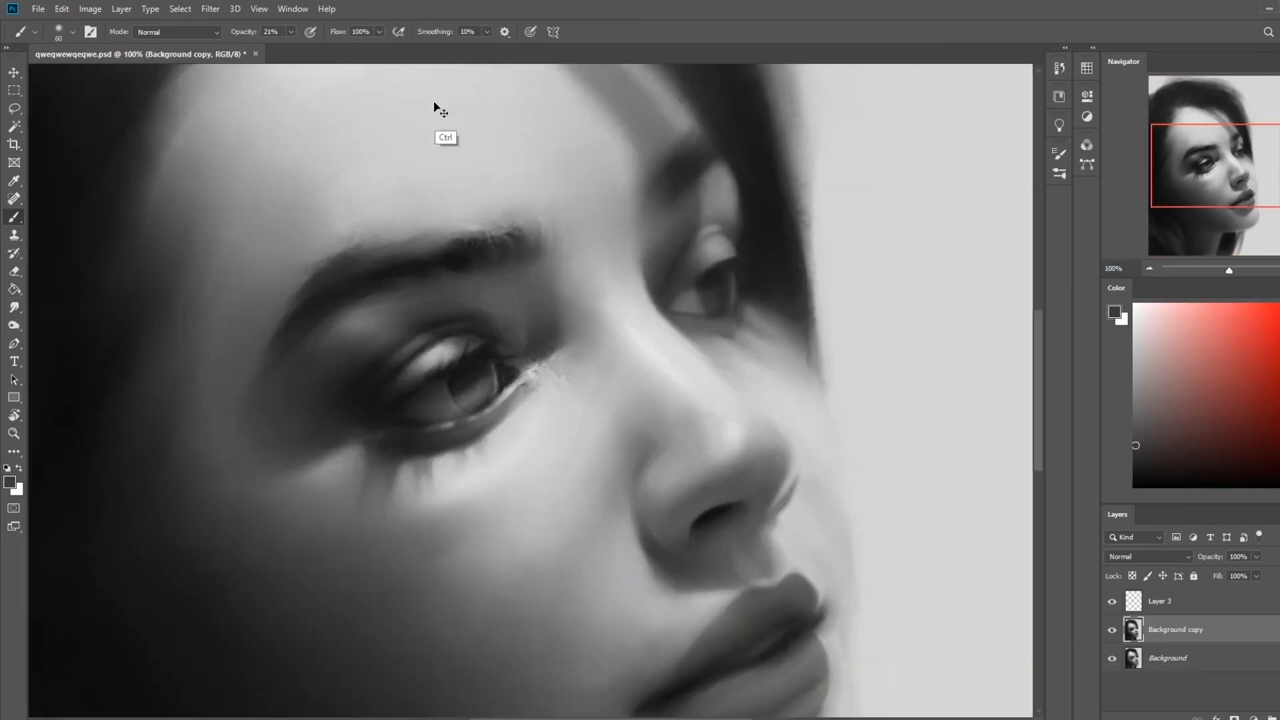 Ps File Edit Image Layer Type Select Filter 3D View Window Help
60 Mode: Normal Opacity: 21% Flow: 100% Smoothing: 10%
qweqwewqeqwe.psd @ 100% (Background copy, RGB/8) * ×
Navigator
Ctrl
100%
Color
Layers
Kind
Normal Opacity: 100%
Lock: Fill: 100%
Layer 3
Background copy
Background